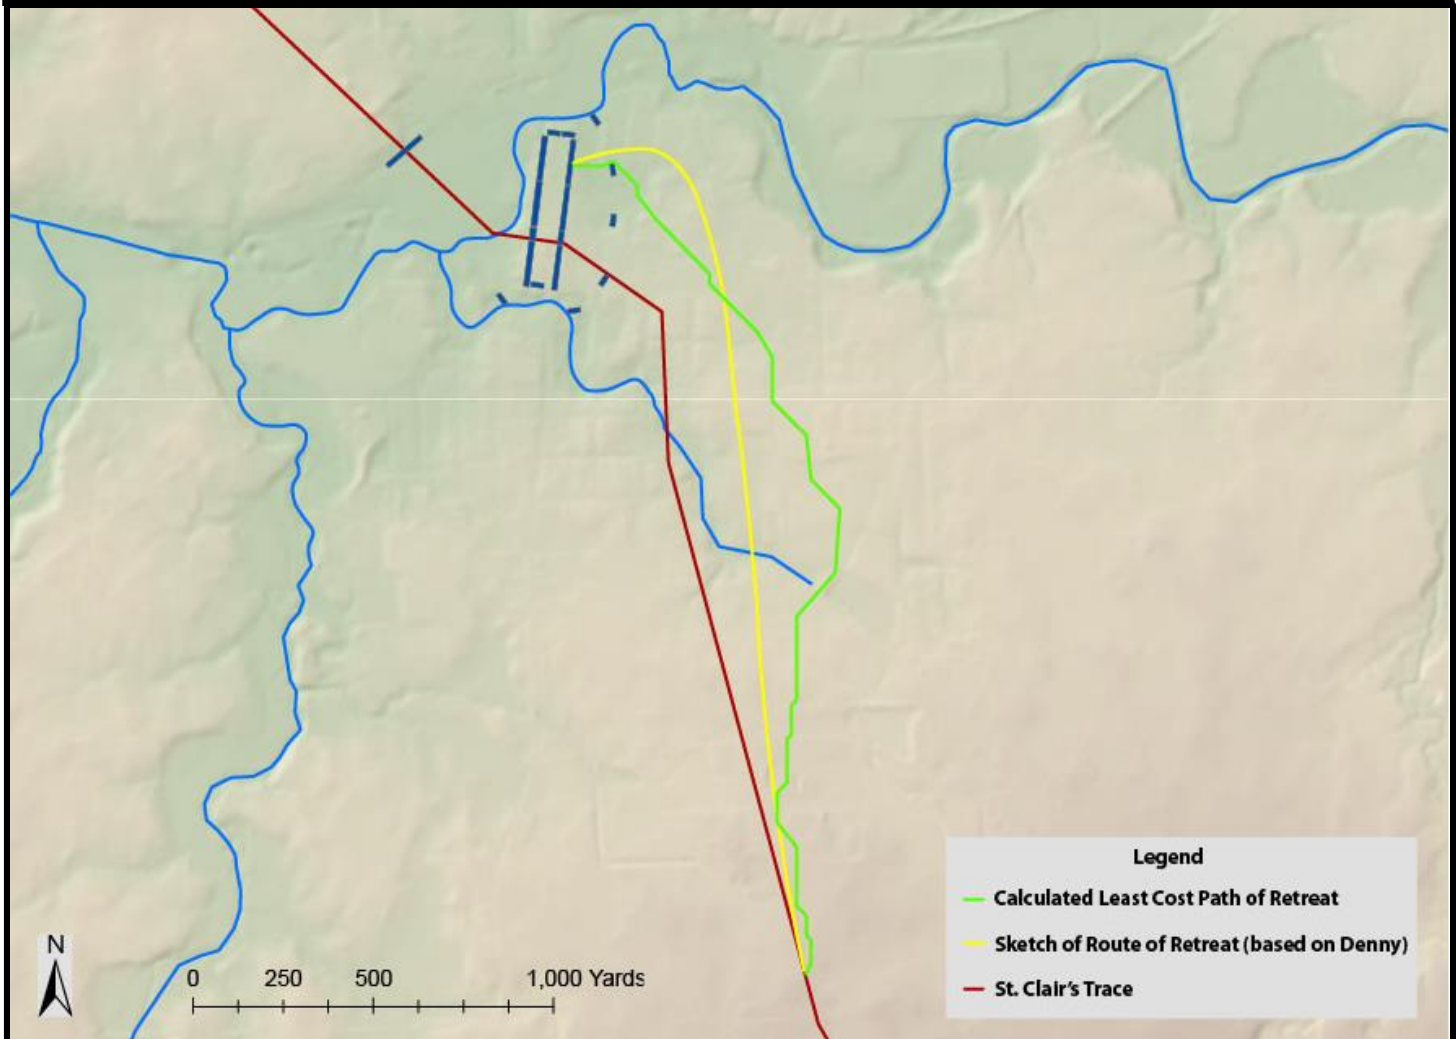 Legend
Calculated Least Cost Path of Retreat
Sketch of Route of Retreat (based on Denny)
St. Clair's Trace
N
0 250 500 1,000 Yards